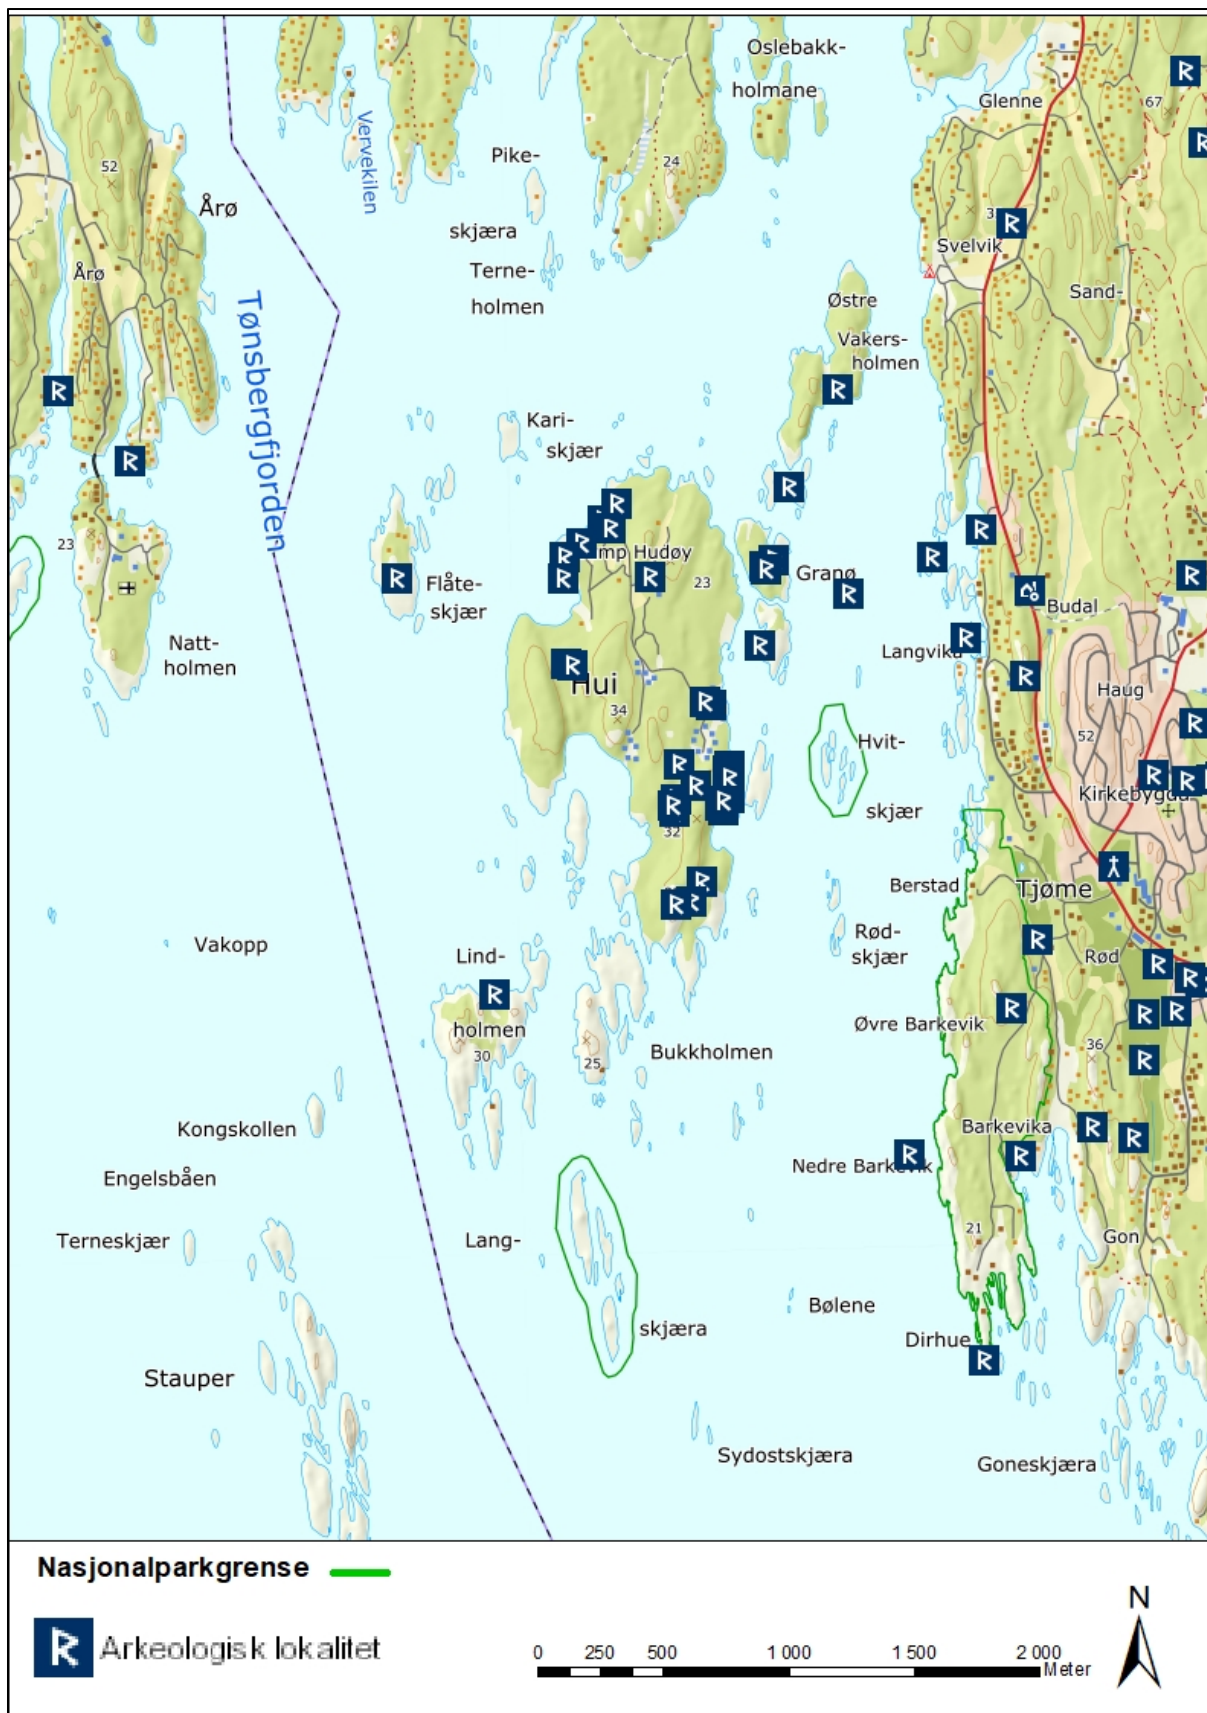 Oslebakk-
holmane
Glenne
67
Vervekilen
Pike-
24
52
Årø
skjæra
Svelvik
Terne-
holmen
Årø
Sand-
Østre
Vakers-
holmen
Tønsbergfjorden
Kari-
skjær
23
mp Hudøy
23
Granø
Flåte-
skjær
Budal
Natt-
holmen
Langvika
Hui
Haug
34
52
Hvit-
skjær
Kirkebygda
32
Berstad
Tjøme
Vakopp
Lind-
holmen
30
Rød-
skjær
Rød
Øvre Barkevik
36
25
Bukkholmen
Kongskollen
Barkevika
Engelsbåen
Nedre Barkevik
Terneskjær
Lang-
21
Gon
Bølene
skjæra
Dirhue
Stauper
Sydostskjæra
Goneskjæra
Nasjonalparkgrense
N
Arkeologisk lokalitet
0 250 500 1 000 1 500 2 000
Meter